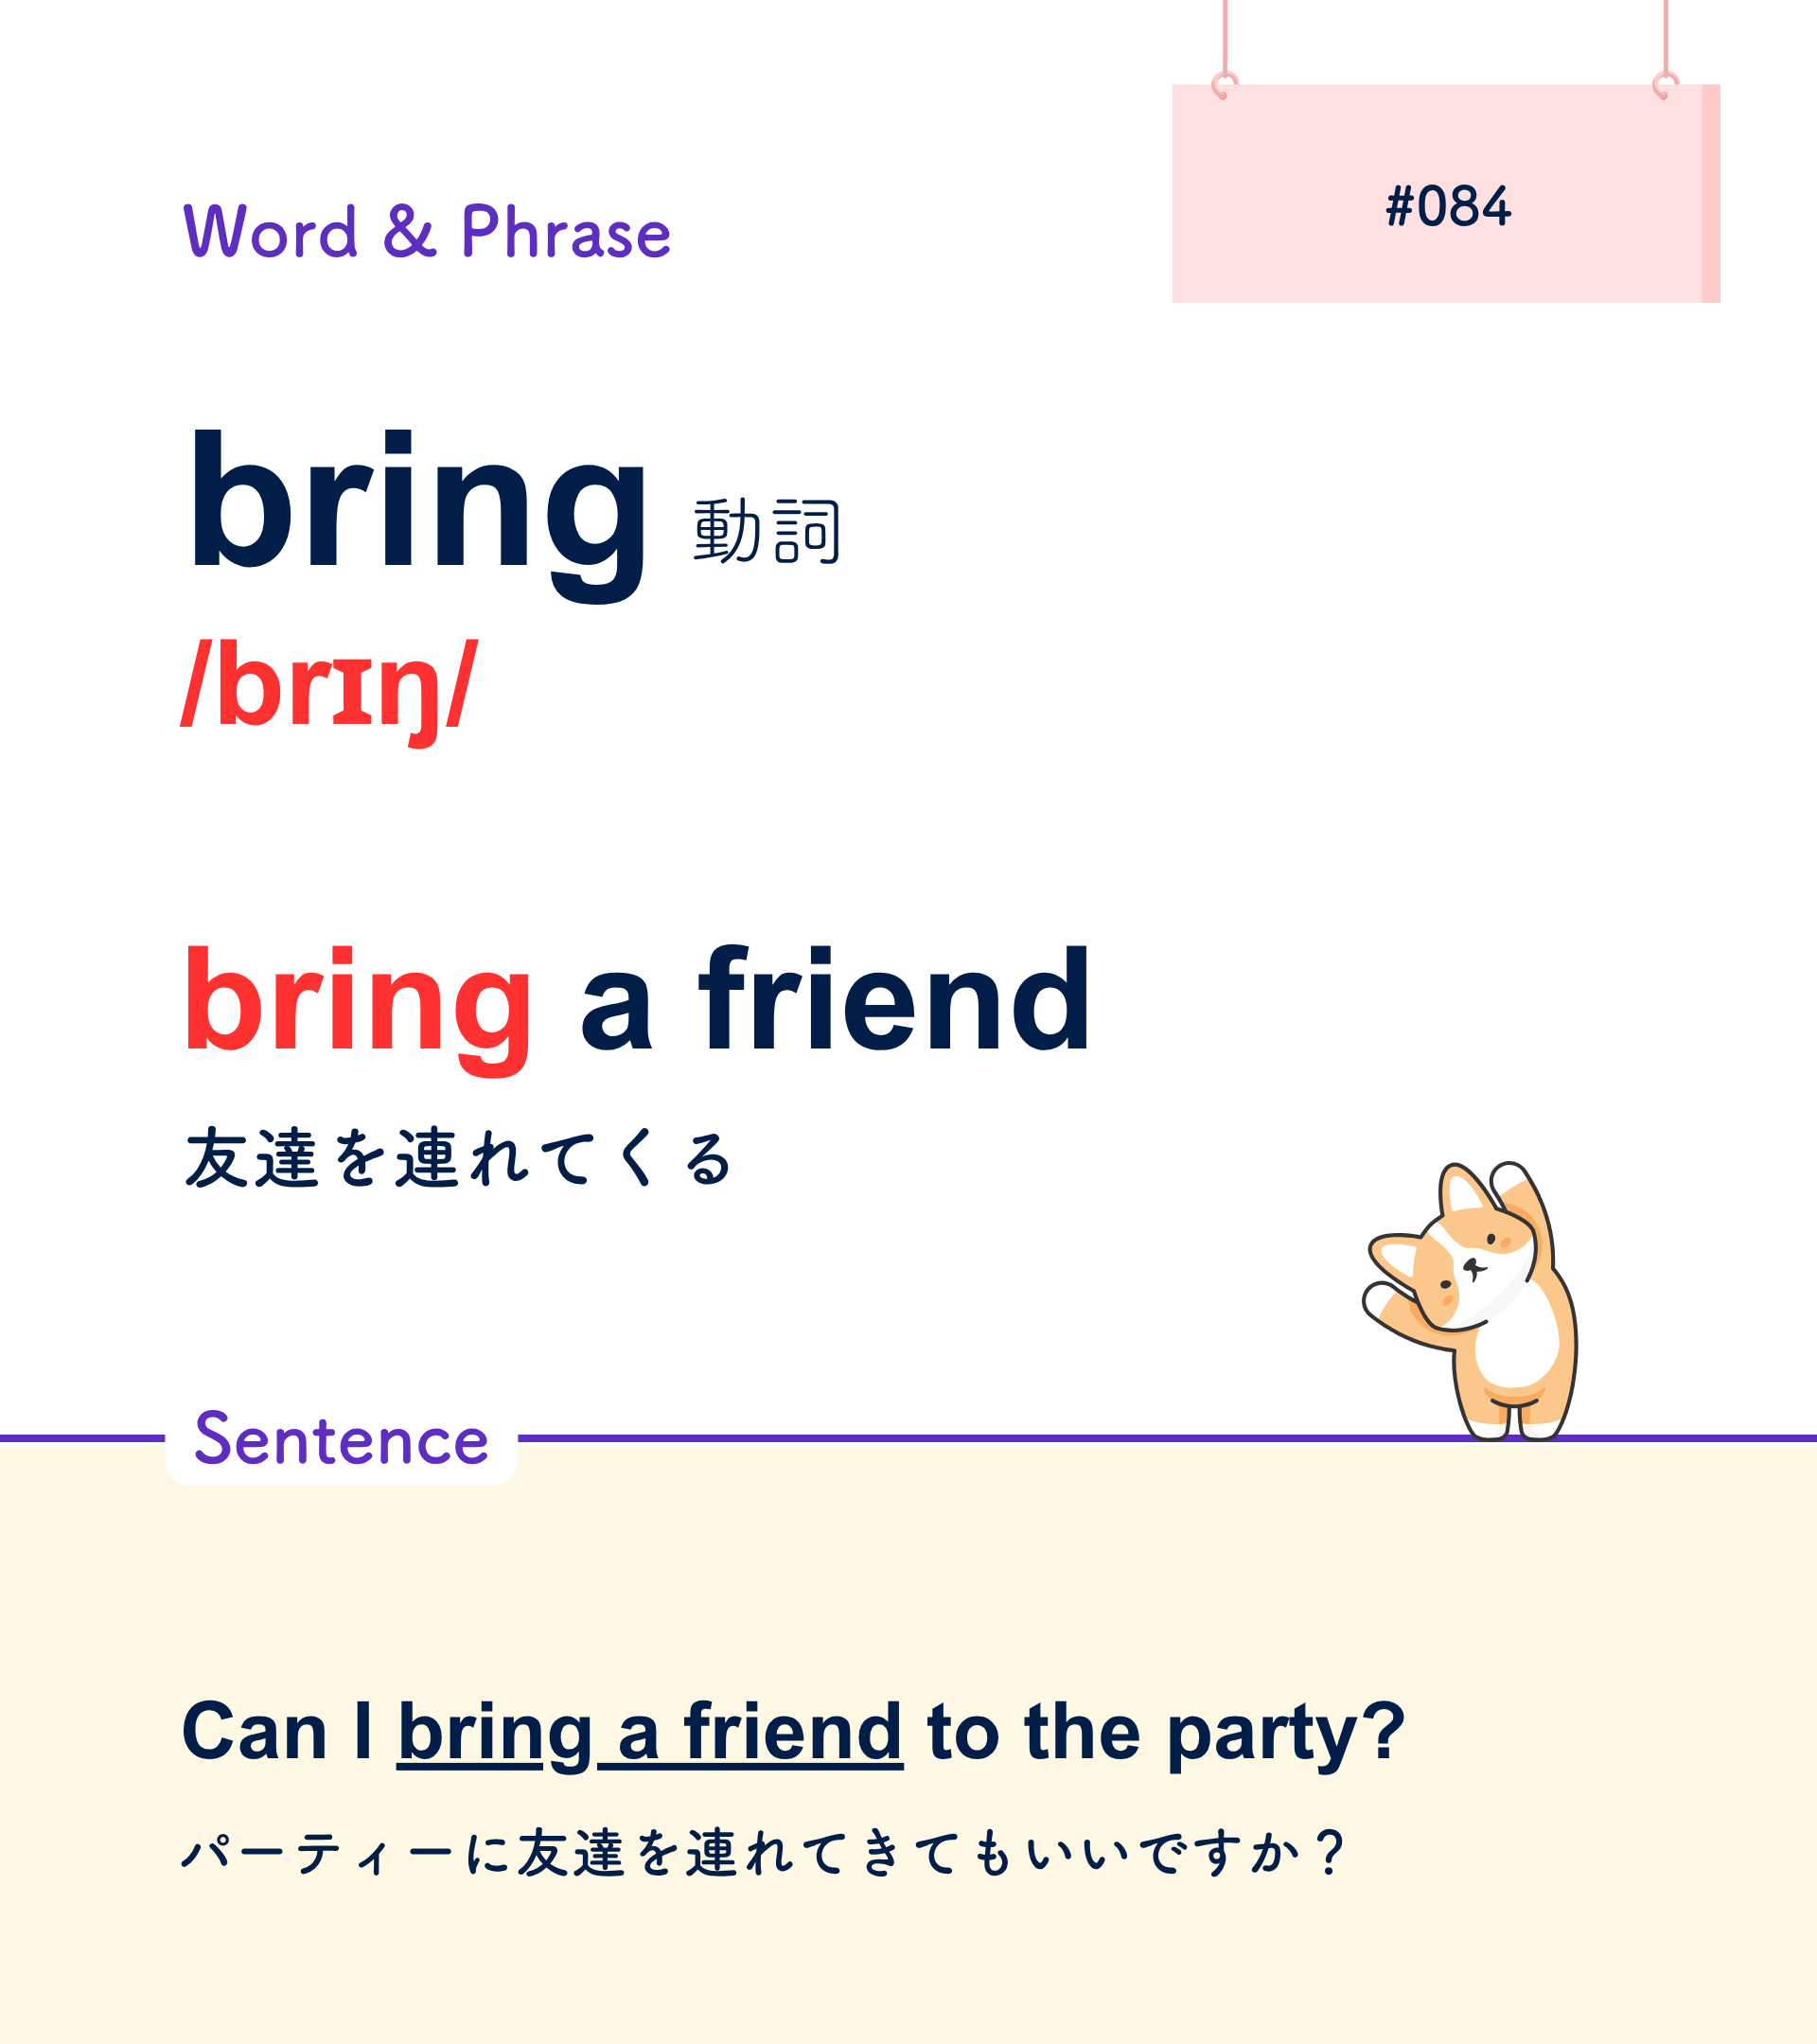 #084
Word & Phrase
bring 動詞
/brɪŋ/
bring a friend
友達を連れてくる
Sentence
Can I bring a friend to the party?
パーティーに友達を連れてきてもいいですか？